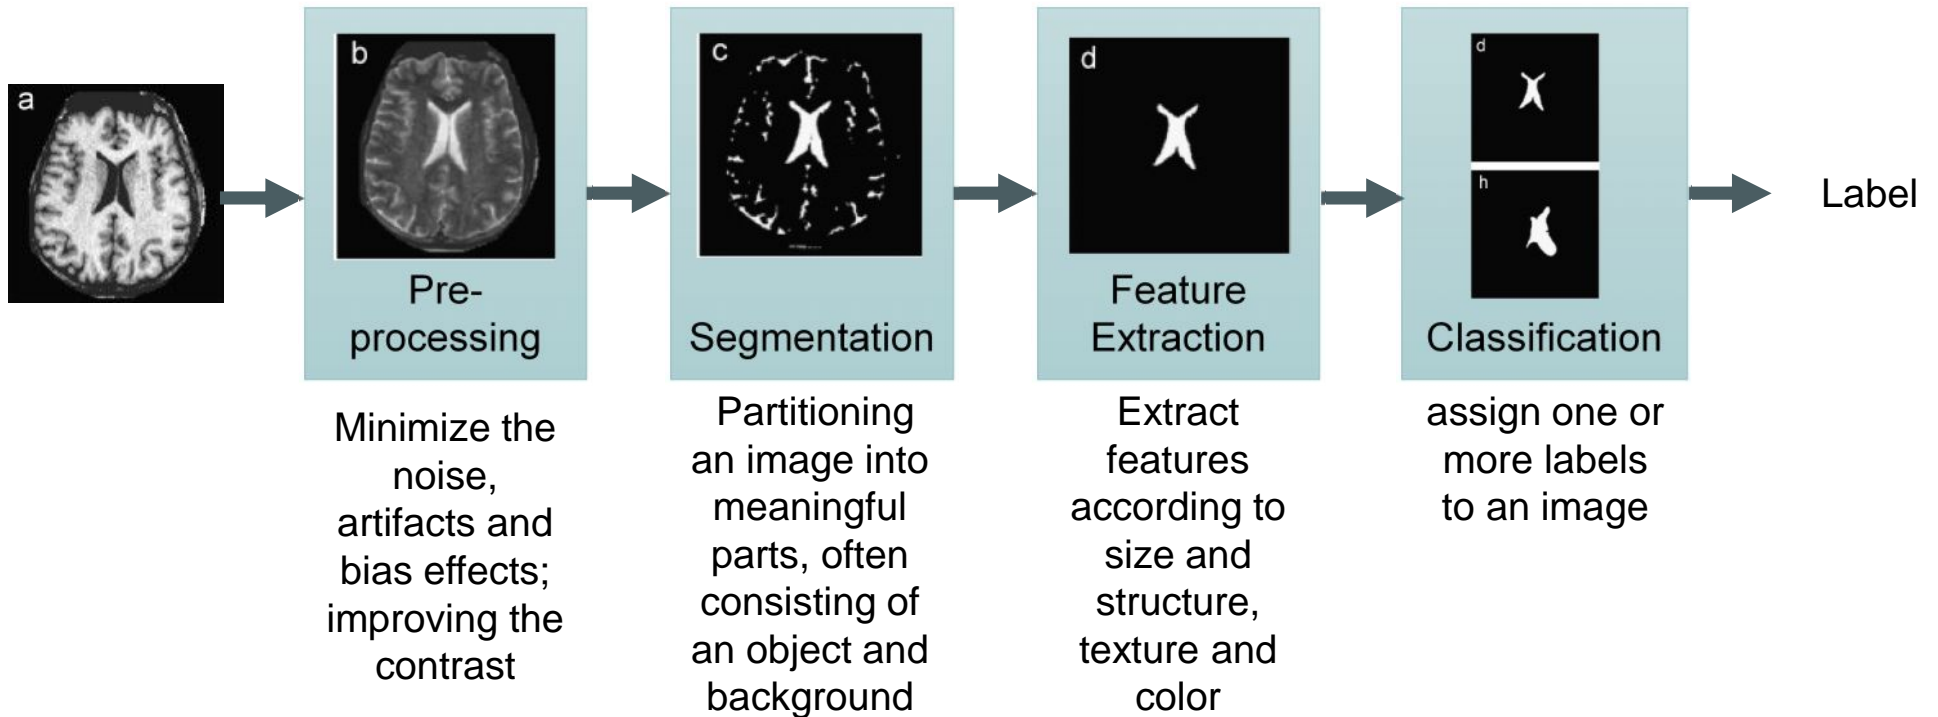 a
b
Pre-
processing
Minimize the
noise,
artifacts and
bias effects;
improving the
contrast
c
Segmentation
Partitioning
an image into
meaningful
parts, often
consisting of
an object and
background
d
Feature
Extraction
Extract
features
according to
size and
structure,
texture and
color
d
h
Classification
assign one or
more labels
to an image
Label